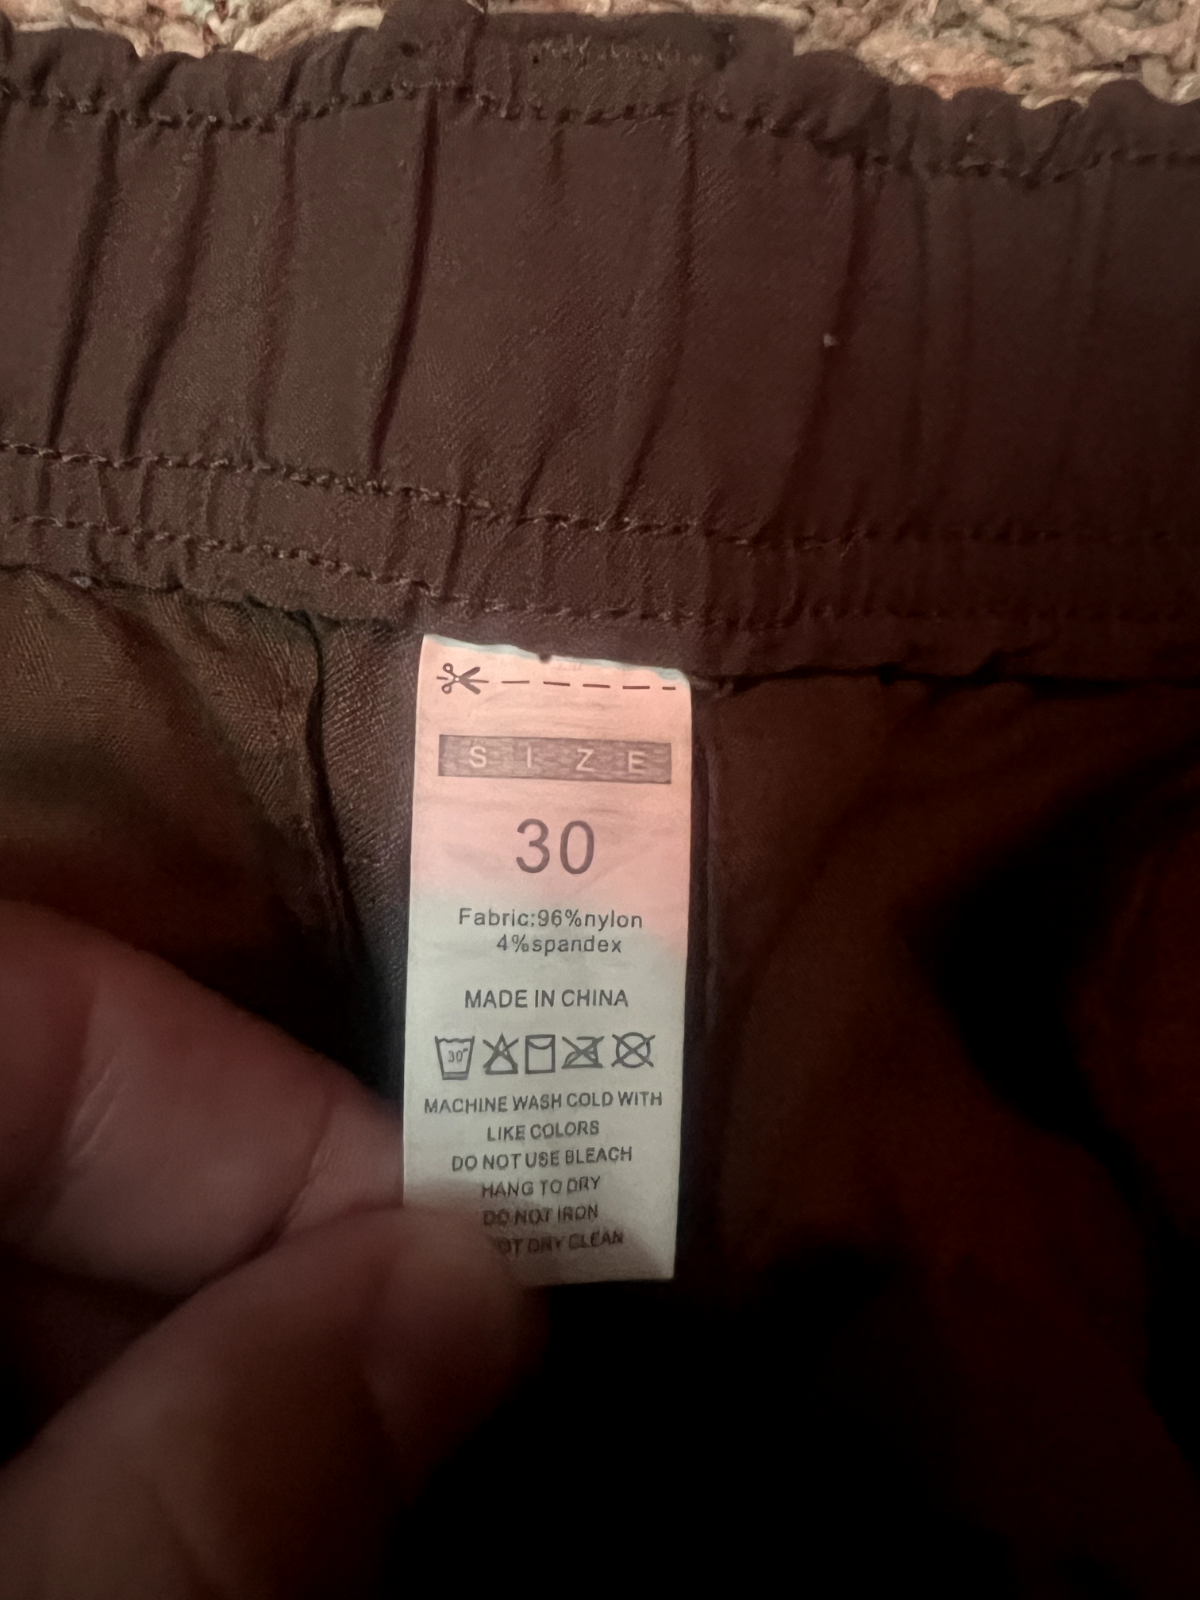 SIZE
30
Fabric:96%nylon
4%spandex
MADE IN CHINA
30°
MACHINE WASH COLD WITH
LIKE COLORS
DO NOT USE BLEACH
HANG TO DRY
DO NOT IRON
DRY CLEAN